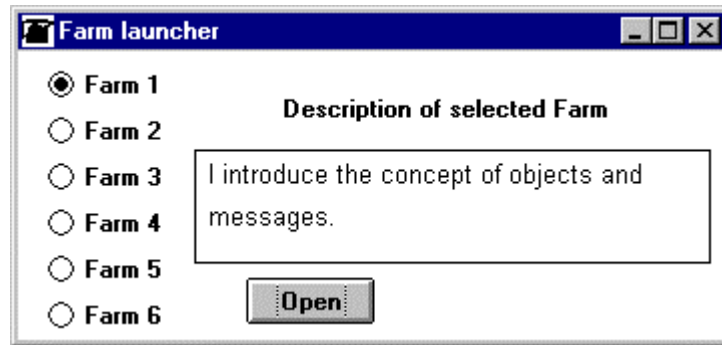 Farm launcher
Farm 1
Farm 2
Farm 3
Farm 4
Farm 5
Farm 6
Description of selected Farm
I introduce the concept of objects and
messages.
Open